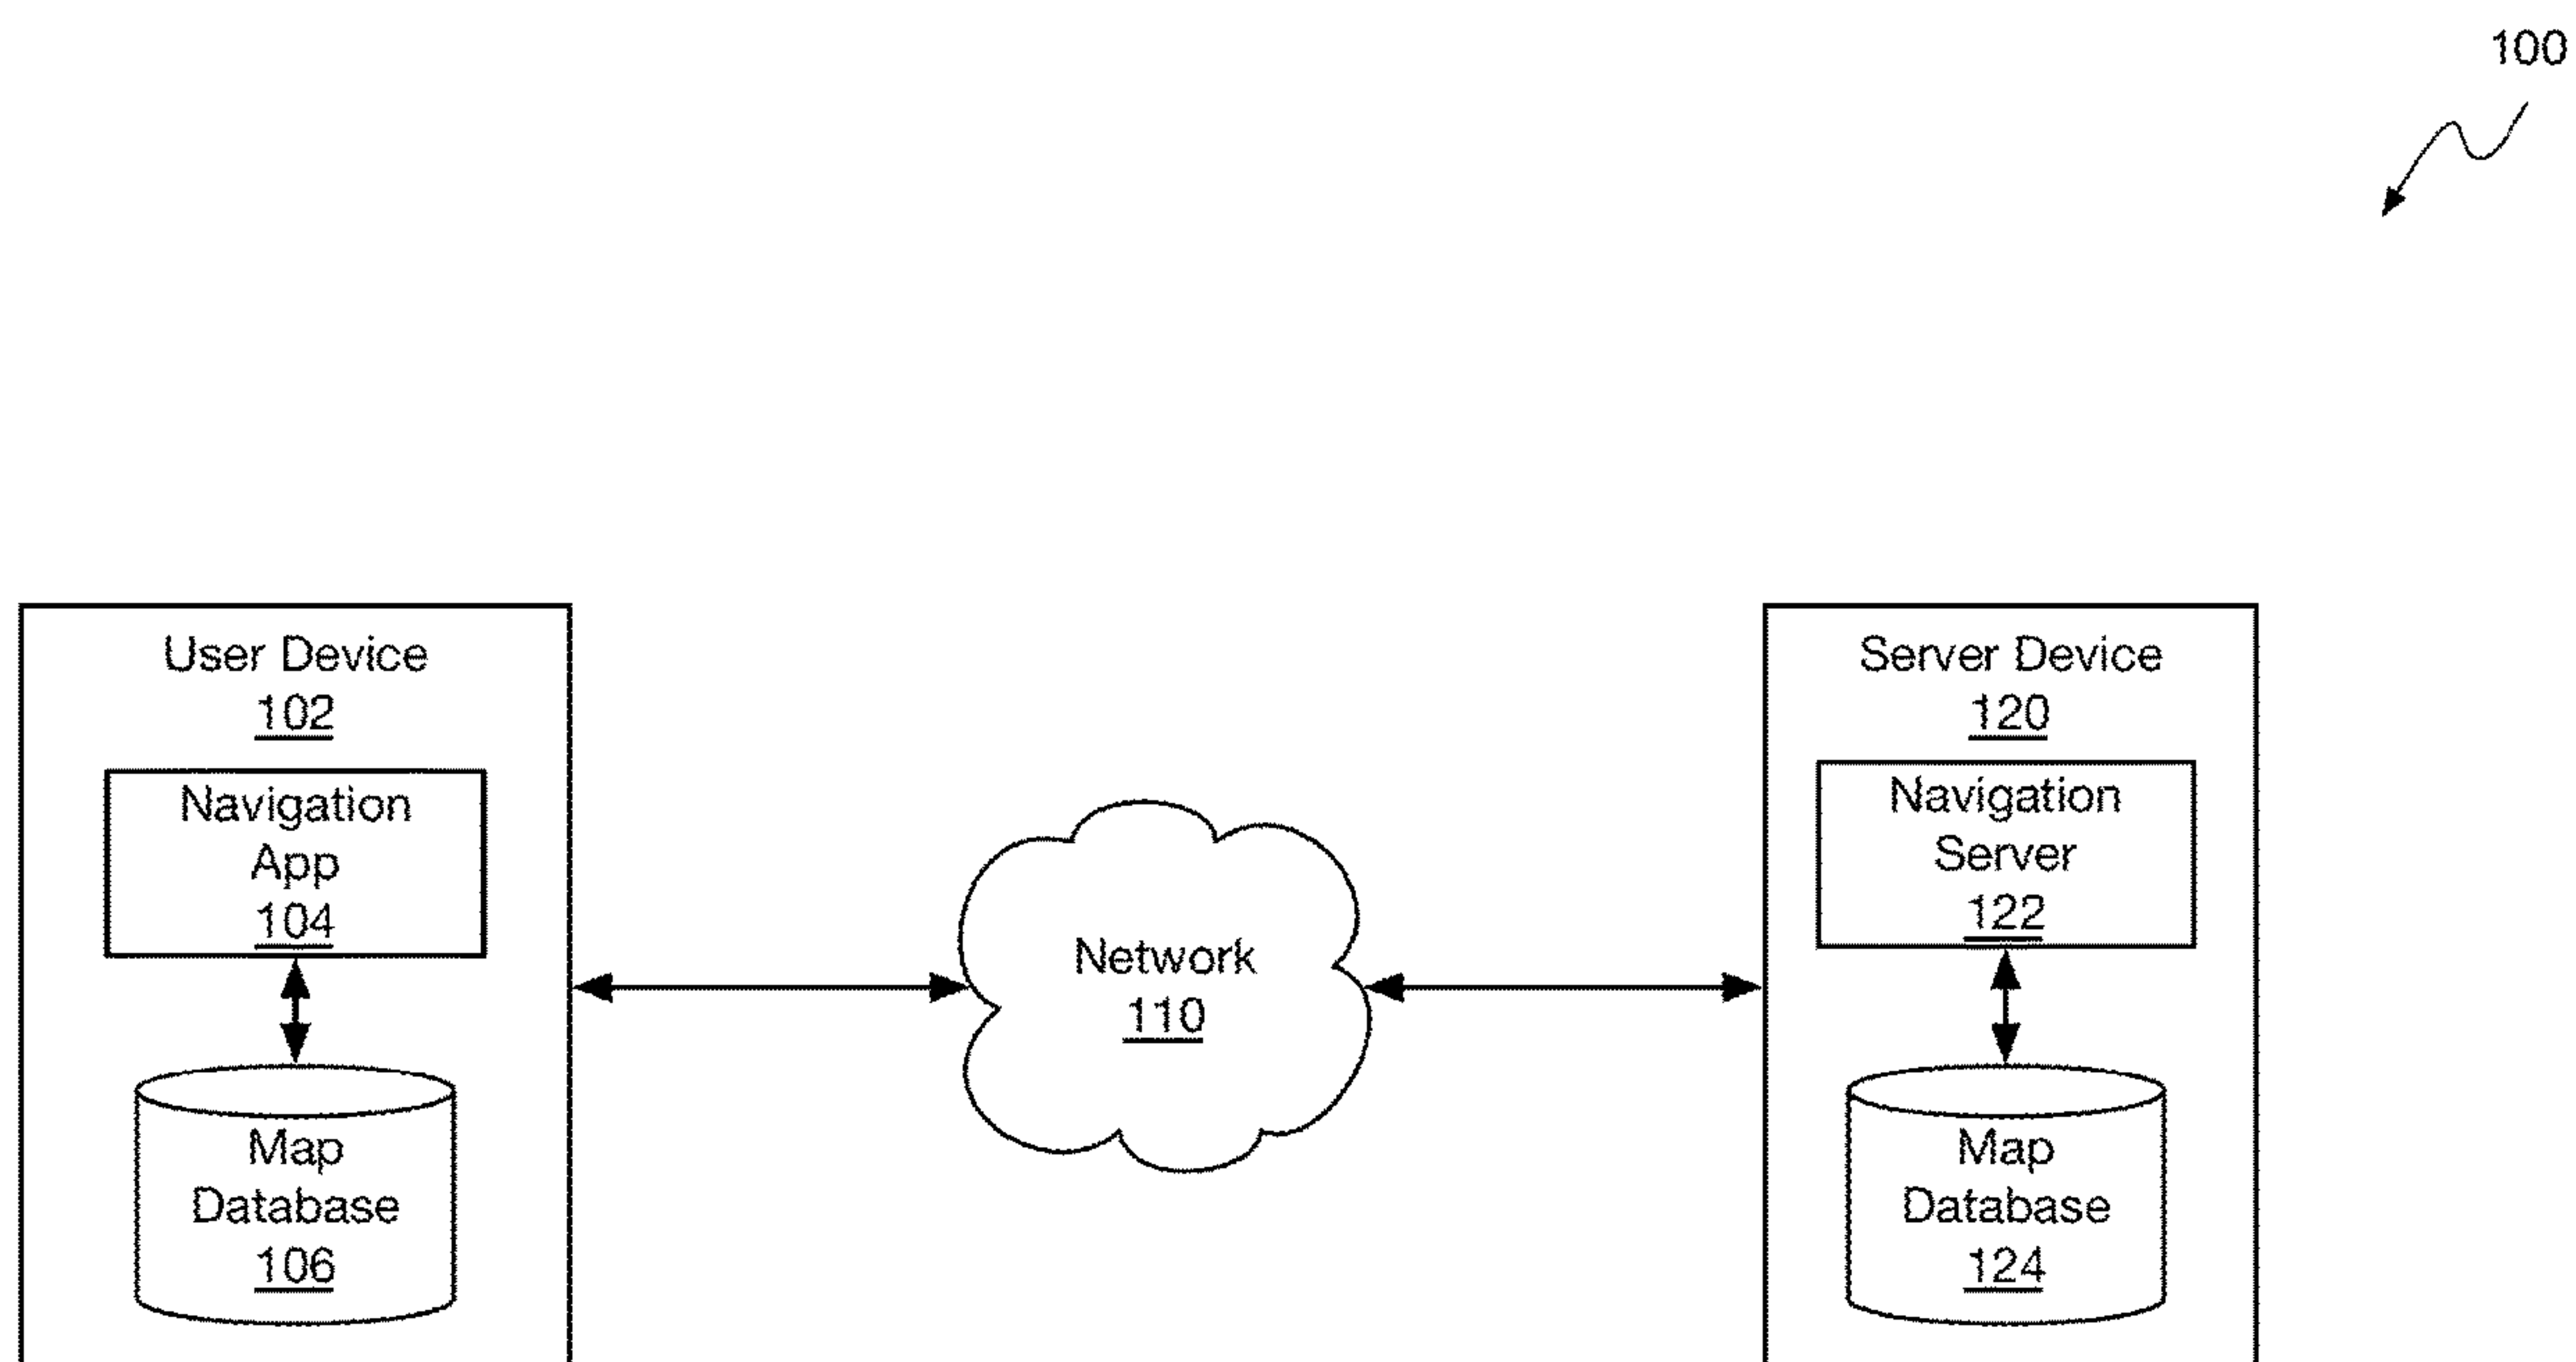 100
User Device
102
Navigation
App
104
Map
Database
106
Network
110
Server Device
120
Navigation
Server
122
Map
Database
124